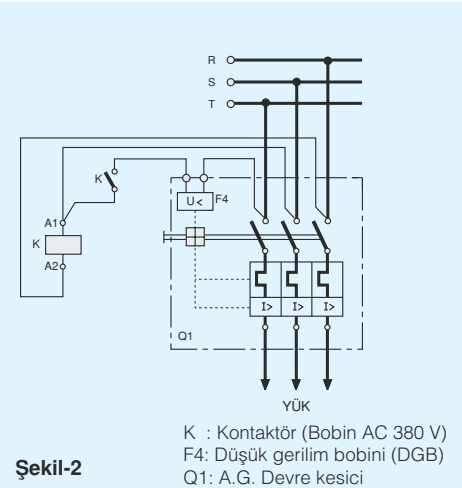 R
S
T
K
U<
F4
A1
K
A2
I> I> I>
Q1
YÜK
K : Kontaktör (Bobin AC 380 V)
F4: Düşük gerilim bobini (DGB)
Q1: A.G. Devre kesici
Şekil-2